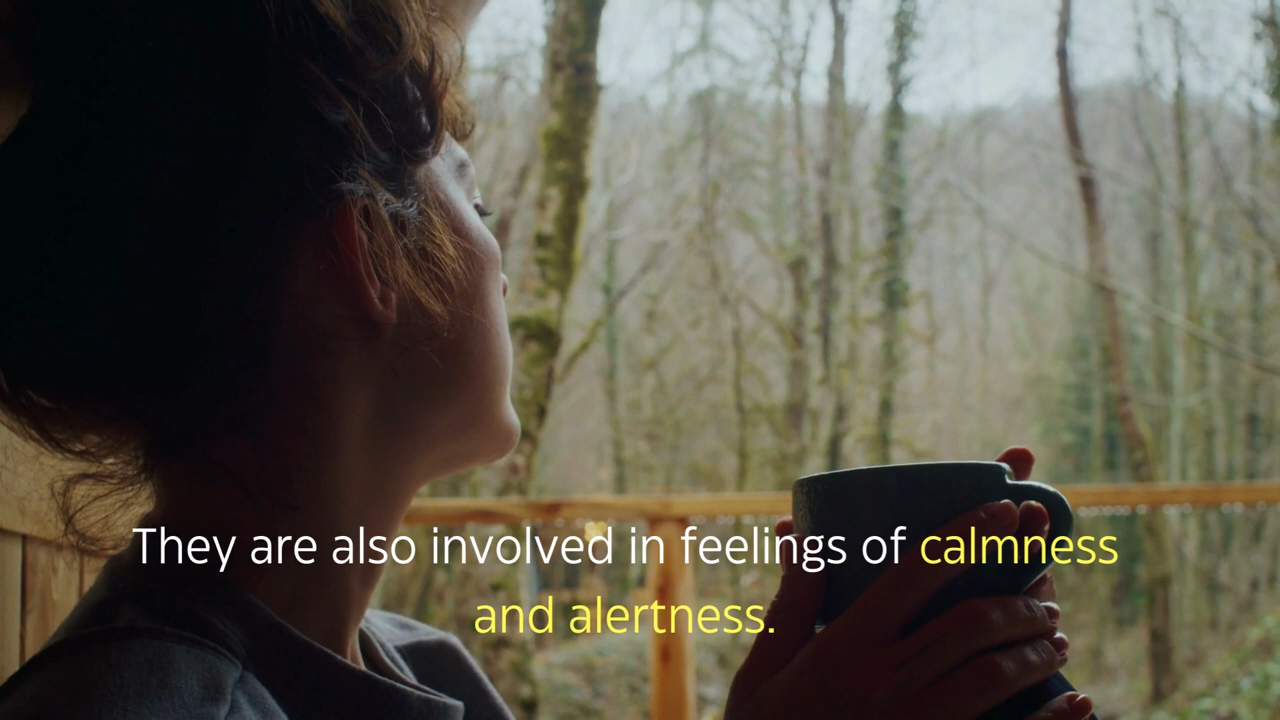 They are also involved in feelings of calmness
and alertness.